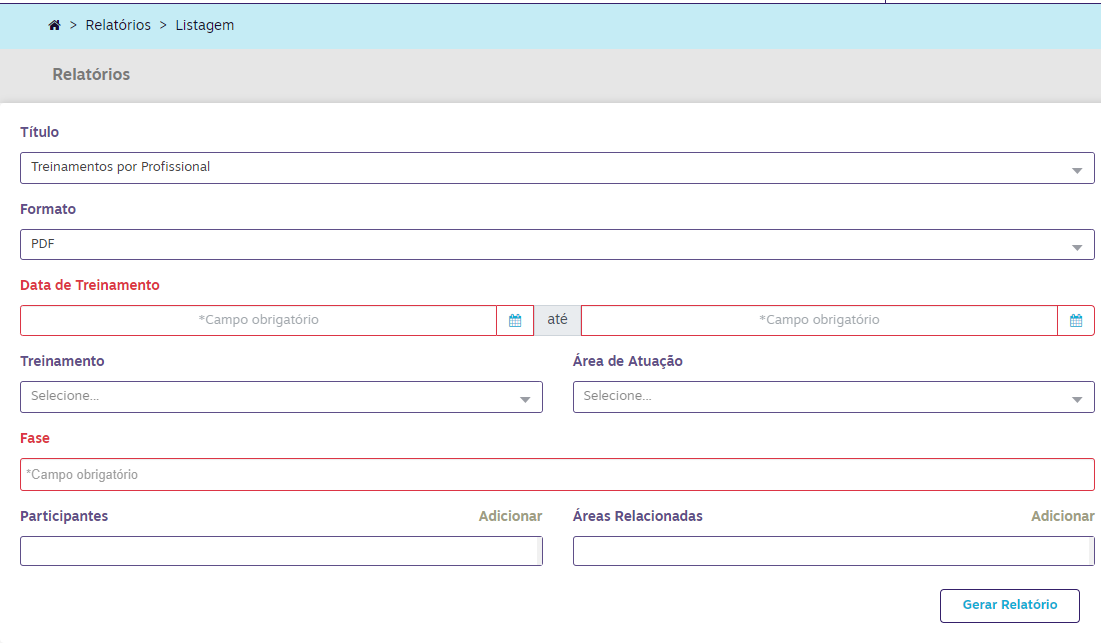 > Relatórios > Listagem
Relatórios
Título
Treinamentos por Profissional
Formato
PDF
Data de Treinamento
*Campo obrigatório até *Campo obrigatório
Treinamento Área de Atuação
Selecione... Selecione...
Fase
*Campo obrigatório
Participantes Adicionar Áreas Relacionadas Adicionar
Gerar Relatório